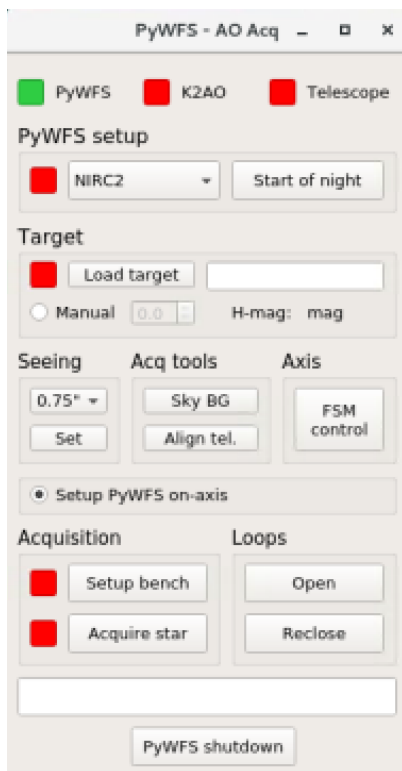 PyWFS - AO Acq
PyWFS K2AO Telescope
PyWFS setup
NIRC2 Start of night
Target
Load target
Manual 0.0 H-mag: mag
Seeing Acq tools Axis
0.75" Sky BG FSM control
Set Align tel.
Setup PyWFS on-axis
Acquisition Loops
Setup bench Open
Acquire star Reclose
PyWFS shutdown